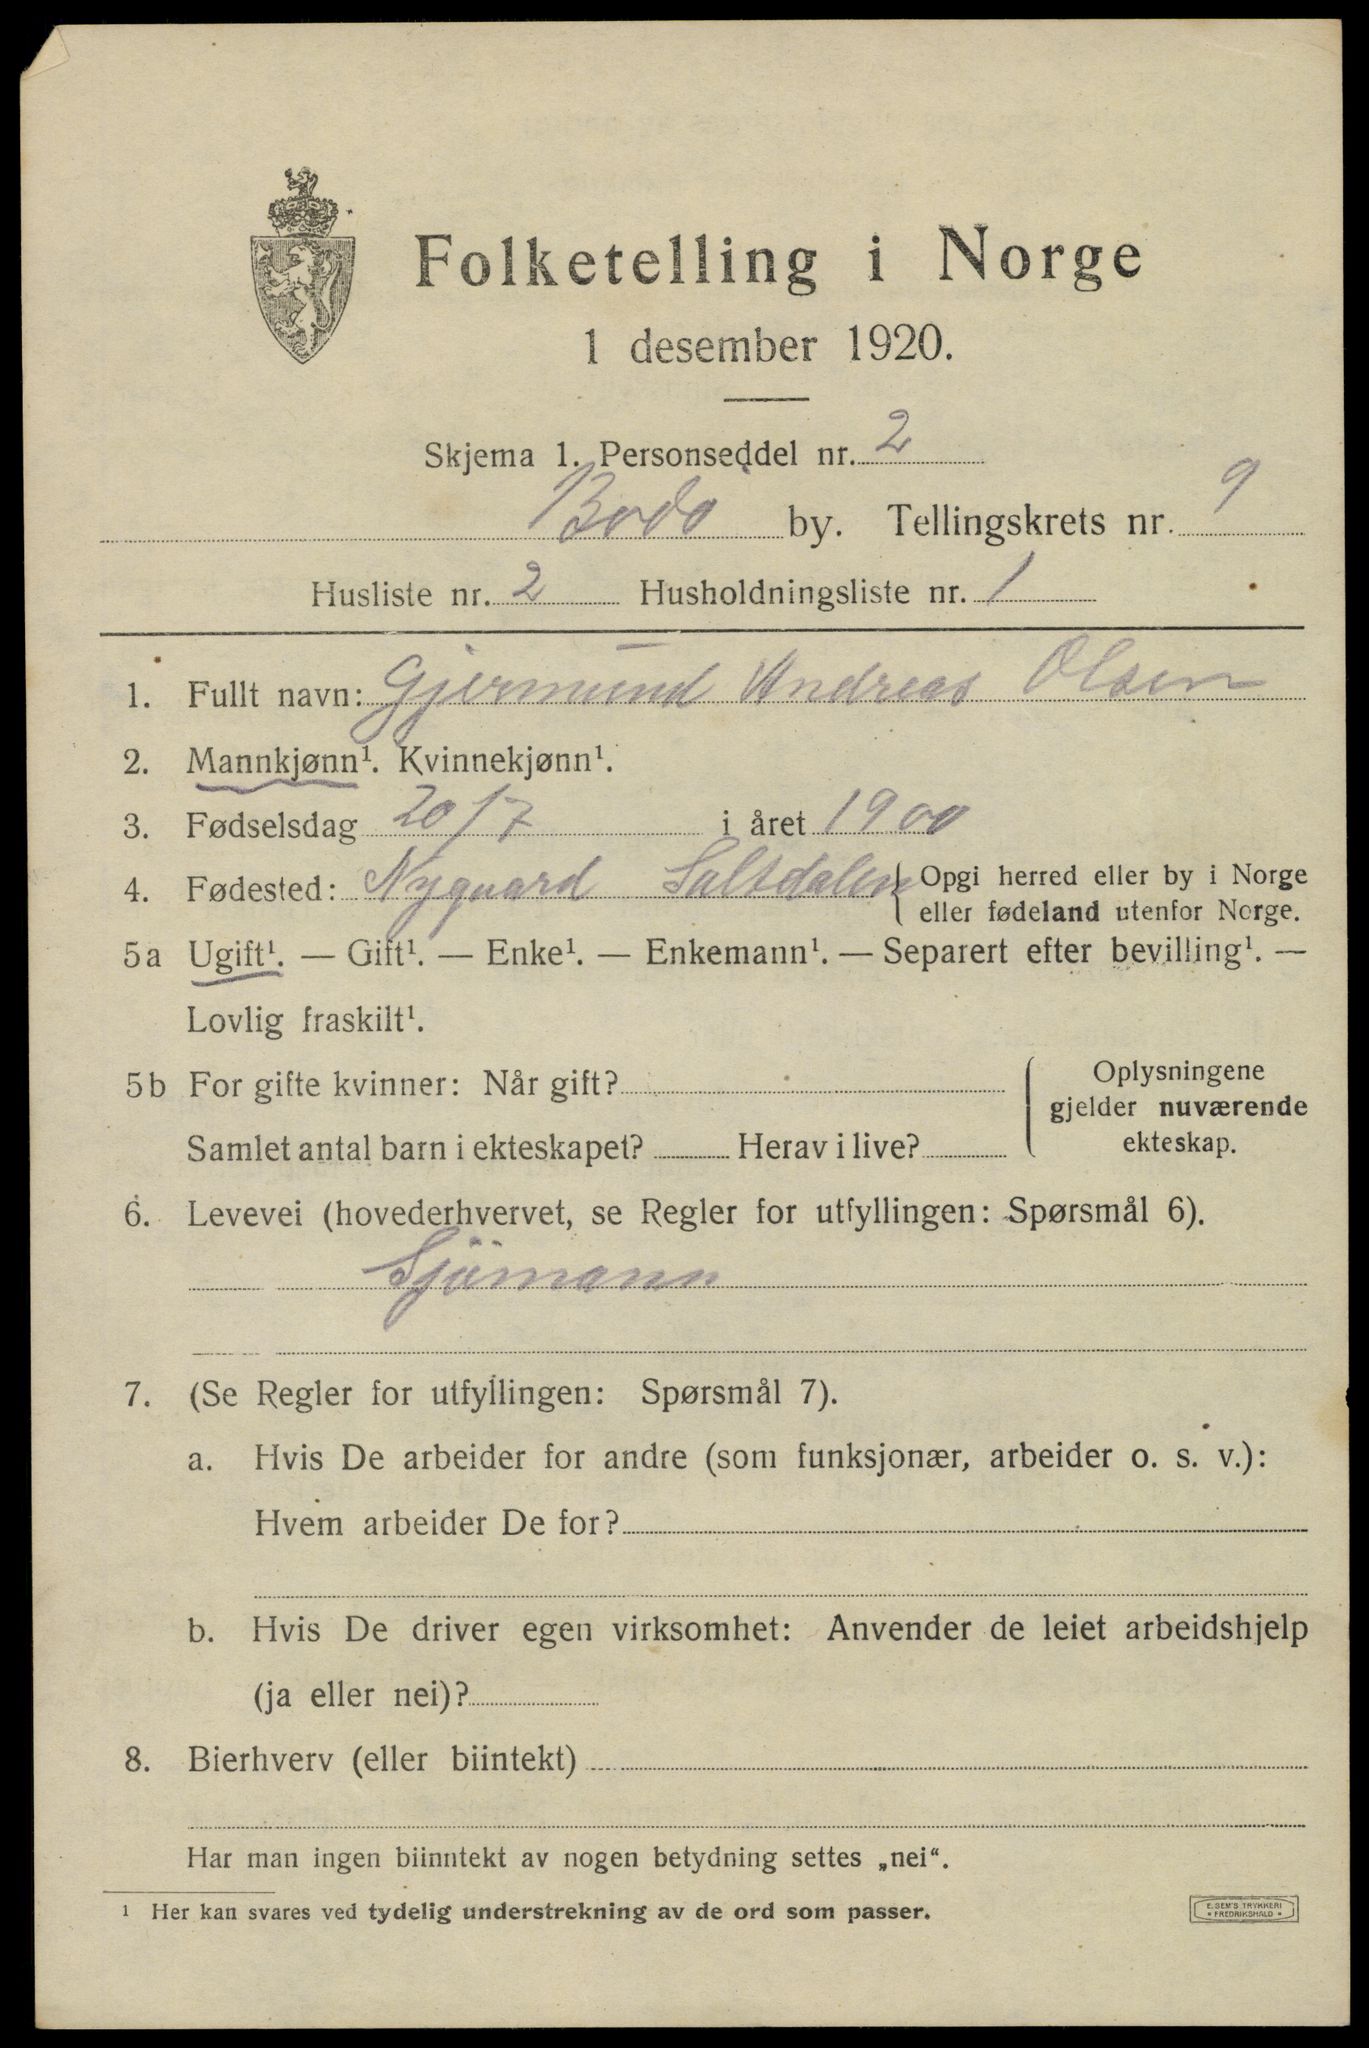 Folketelling i Norge
1 desember 1920.
Skjema 1. Personseddel nr. 2
Bodo by. Tellingskrets nr. 9
Husliste nr. 2 Husholdningsliste nr. 1
1. Fullt navn: Gjermund Andreas Olsen
2. Mannkjønn¹. Kvinnekjønn¹.
3. Fødselsdag 20/7 i året 1900
4. Fødested: Nyguard Saltdalen { Opgi herred eller by i Norge
eller fødeland utenfor Norge.
5a Ugift¹. — Gift¹. — Enke¹. — Enkemann¹. — Separert efter bevilling¹. —
Lovlig fraskilt¹.
5b For gifte kvinner: Når gift?
Samlet antal barn i ekteskapet? Herav i live?
Oplysningene
gjelder nuværende
ekteskap.
6. Levevei (hovederhvervet, se Regler for utfyllingen: Spørsmål 6).
Sjømann
7. (Se Regler for utfyllingen: Spørsmål 7).
a. Hvis De arbeider for andre (som funksjonær, arbeider o. s. v.):
Hvem arbeider De for?
b. Hvis De driver egen virksomhet: Anvender de leiet arbeidshjelp
(ja eller nei)?
8. Bierhverv (eller biintekt)
Har man ingen biinntekt av nogen betydning settes „nei“.
¹ Her kan svares ved tydelig understrekning av de ord som passer.
E. SEM'S TRYKKERI
• FREDRIKSHALD •